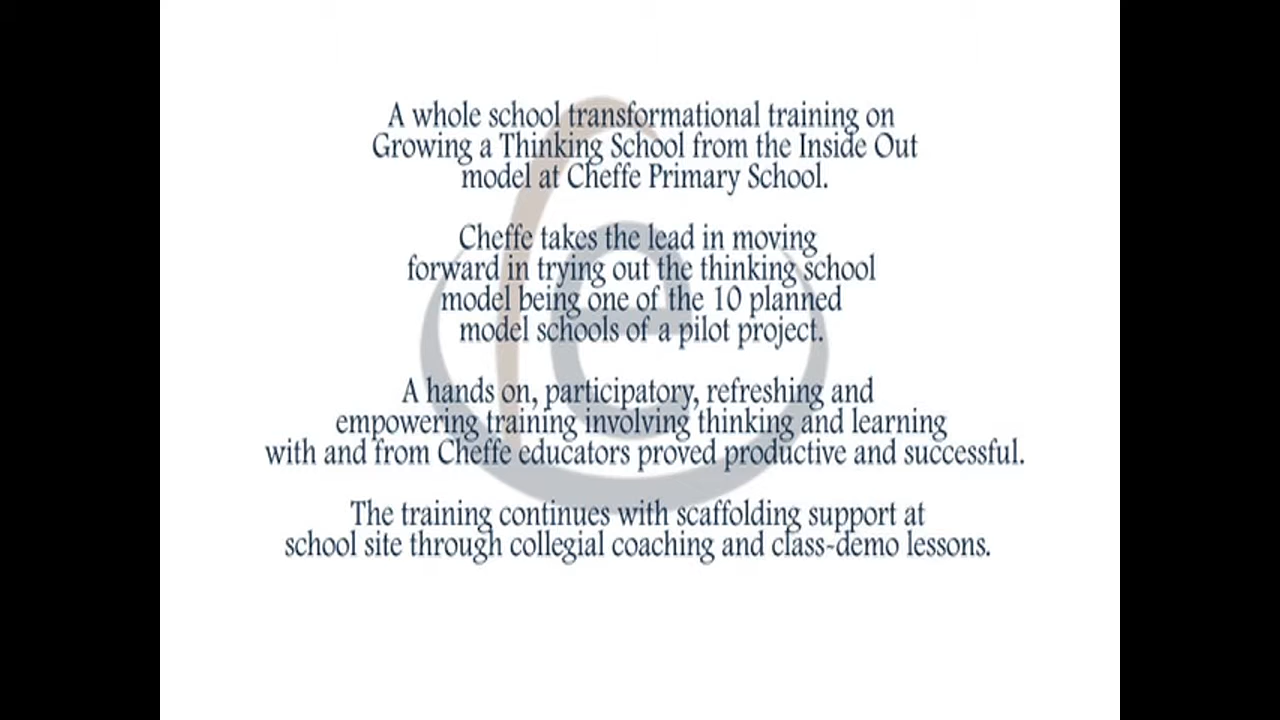 A whole school transformational training on
Growing a Thinking School from the Inside Out
model at Cheffe Primary School.
Cheffe takes the lead in moving
forward in trying out the thinking school
model being one of the 10 planned
model schools of a pilot project.
A hands on, participatory, refreshing and
empowering training involving thinking and learning
with and from Cheffe educators proved productive and successful.
The training continues with scaffolding support at
school site through collegial coaching and class-demo lessons.